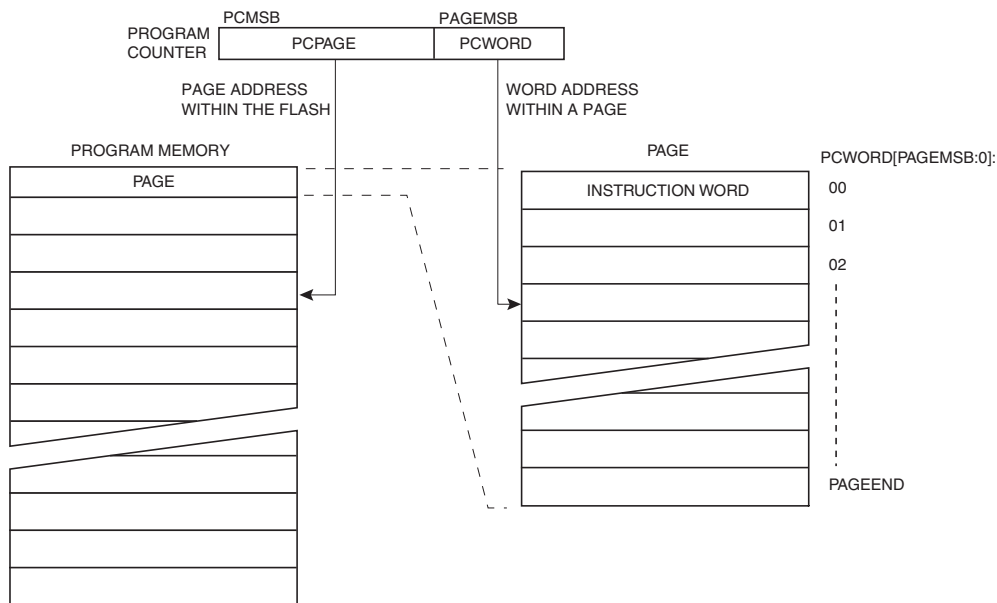 PCMSB
PAGEMSB
PROGRAM
COUNTER
PCPAGE
PCWORD
PAGE ADDRESS
WITHIN THE FLASH
WORD ADDRESS
WITHIN A PAGE
PROGRAM MEMORY
PAGE
PAGE
PCWORD[PAGEMSB:0]:
INSTRUCTION WORD
00
01
02
PAGEEND